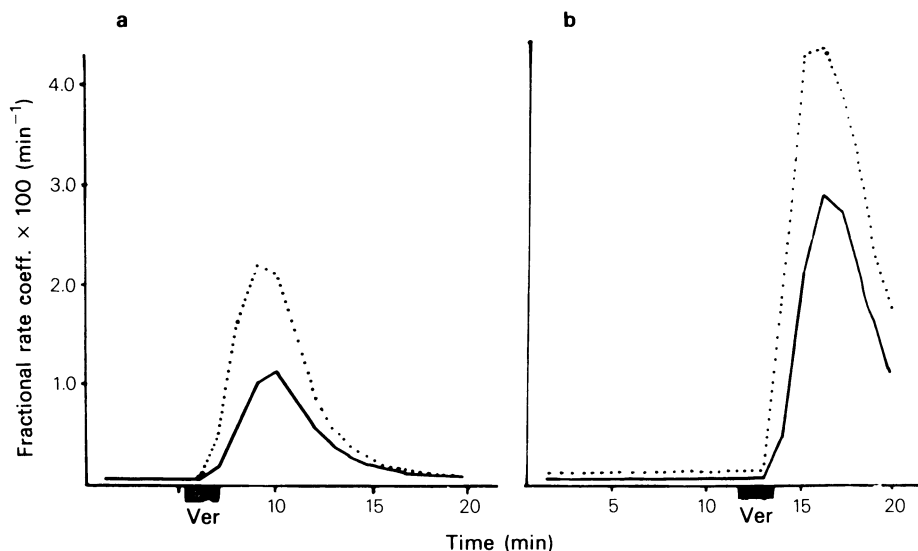 a
b
Fractional rate coeff. × 100 (min⁻¹)
4.0
3.0
2.0
1.0
10
15
20
5
10
15
20
Ver
Ver
Time (min)